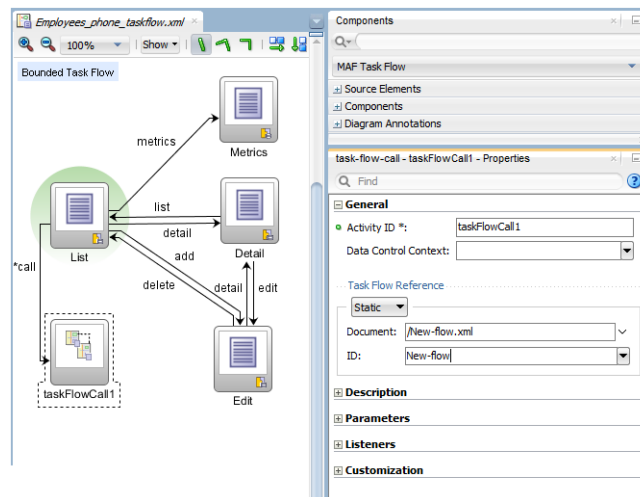 Employees_phone_taskflow.xml
100%
Show
Bounded Task Flow
metrics
Metrics
list
detail
List
Detail
add
delete
detail
edit
*call
taskFlowCall1
Edit
Components
MAF Task Flow
Source Elements
Components
Diagram Annotations
task-flow-call - taskFlowCall1 - Properties
Find
General
Activity ID *: taskFlowCall1
Data Control Context:
Task Flow Reference
Static
Document: /New-flow.xml
ID: New-flow
Description
Parameters
Listeners
Customization